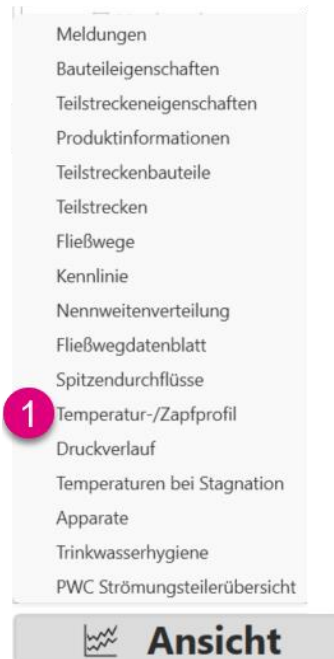 Meldungen
Bauteileigenschaften
Teilstreckeneigenschaften
Produktinformationen
Teilstreckenbauteile
Teilstrecken
Fließwege
Kennlinie
Nennweitenverteilung
Fließwegdatenblatt
Spitzendurchflüsse
1 Temperatur-/Zapfprofil
Druckverlauf
Temperaturen bei Stagnation
Apparate
Trinkwasserhygiene
PWC Strömungsteilerübersicht
Ansicht